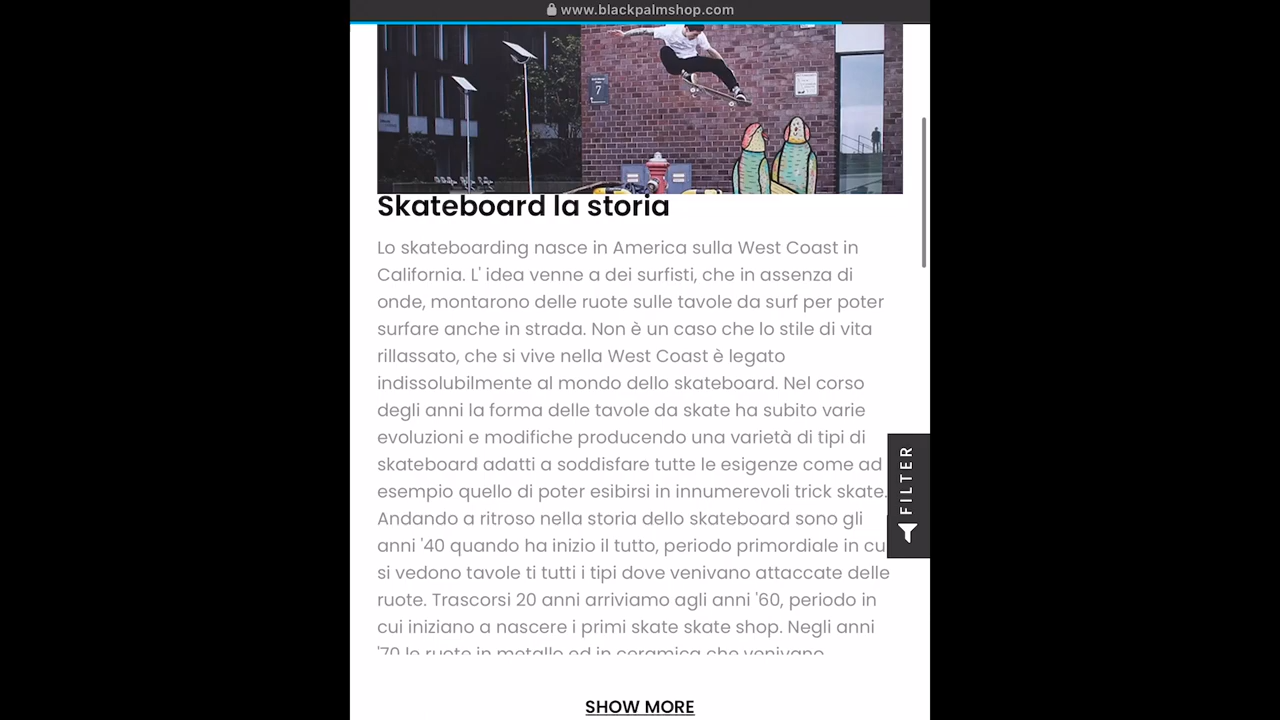 www.blackpalmshop.com
7
Skateboard la storia
Lo skateboarding nasce in America sulla West Coast in
California. L' idea venne a dei surfisti, che in assenza di
onde, montarono delle ruote sulle tavole da surf per poter
surfare anche in strada. Non è un caso che lo stile di vita
rillassato, che si vive nella West Coast è legato
indissolubilmente al mondo dello skateboard. Nel corso
degli anni la forma delle tavole da skate ha subito varie
evoluzioni e modifiche producendo una varietà di tipi di
skateboard adatti a soddisfare tutte le esigenze come ad
esempio quello di poter esibirsi in innumerevoli trick skate.
Andando a ritroso nella storia dello skateboard sono gli
anni '40 quando ha inizio il tutto, periodo primordiale in cu
si vedono tavole ti tutti i tipi dove venivano attaccate delle
ruote. Trascorsi 20 anni arriviamo agli anni '60, periodo in
cui iniziano a nascere i primi skate skate shop. Negli anni
'70 le ruote in metallo ed in ceramica che venivano
FILTER
SHOW MORE